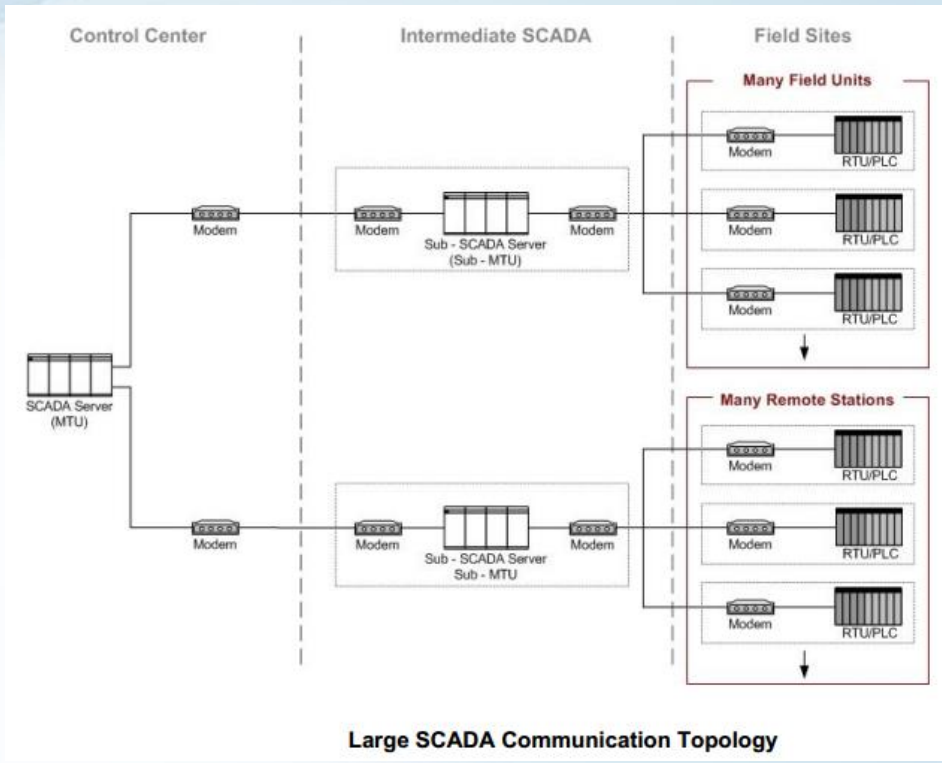 Control Center
Intermediate SCADA
Field Sites
Many Field Units
Modem
RTU/PLC
Modem
Modem
Sub - SCADA Server
(Sub - MTU)
Modem
Modem
RTU/PLC
Modem
RTU/PLC
SCADA Server
(MTU)
Many Remote Stations
Modem
RTU/PLC
Modem
Modem
Sub - SCADA Server
Sub - MTU
Modem
Modem
RTU/PLC
Modem
RTU/PLC
Large SCADA Communication Topology